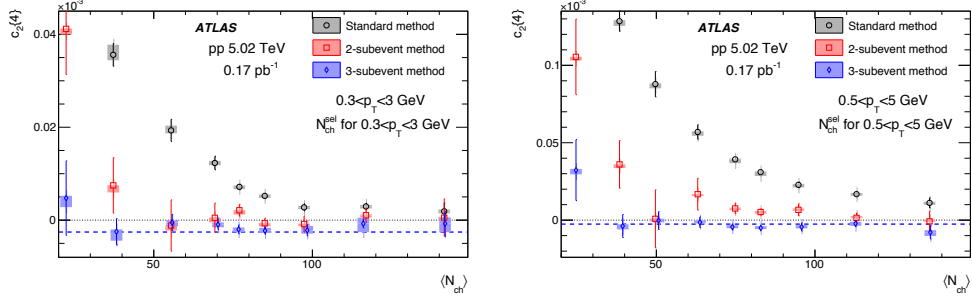 c₂{4}
×10⁻³
0.04
0.02
0
ATLAS
pp 5.02 TeV
0.17 pb⁻¹
Standard method
2-subevent method
3-subevent method
0.3<p_T<3 GeV
N_ch^sel for 0.3<p_T<3 GeV
50
100
⟨N_ch⟩
c₂{4}
×10⁻³
0.1
0.05
0
ATLAS
pp 5.02 TeV
0.17 pb⁻¹
Standard method
2-subevent method
3-subevent method
0.5<p_T<5 GeV
N_ch^sel for 0.5<p_T<5 GeV
50
100
⟨N_ch⟩